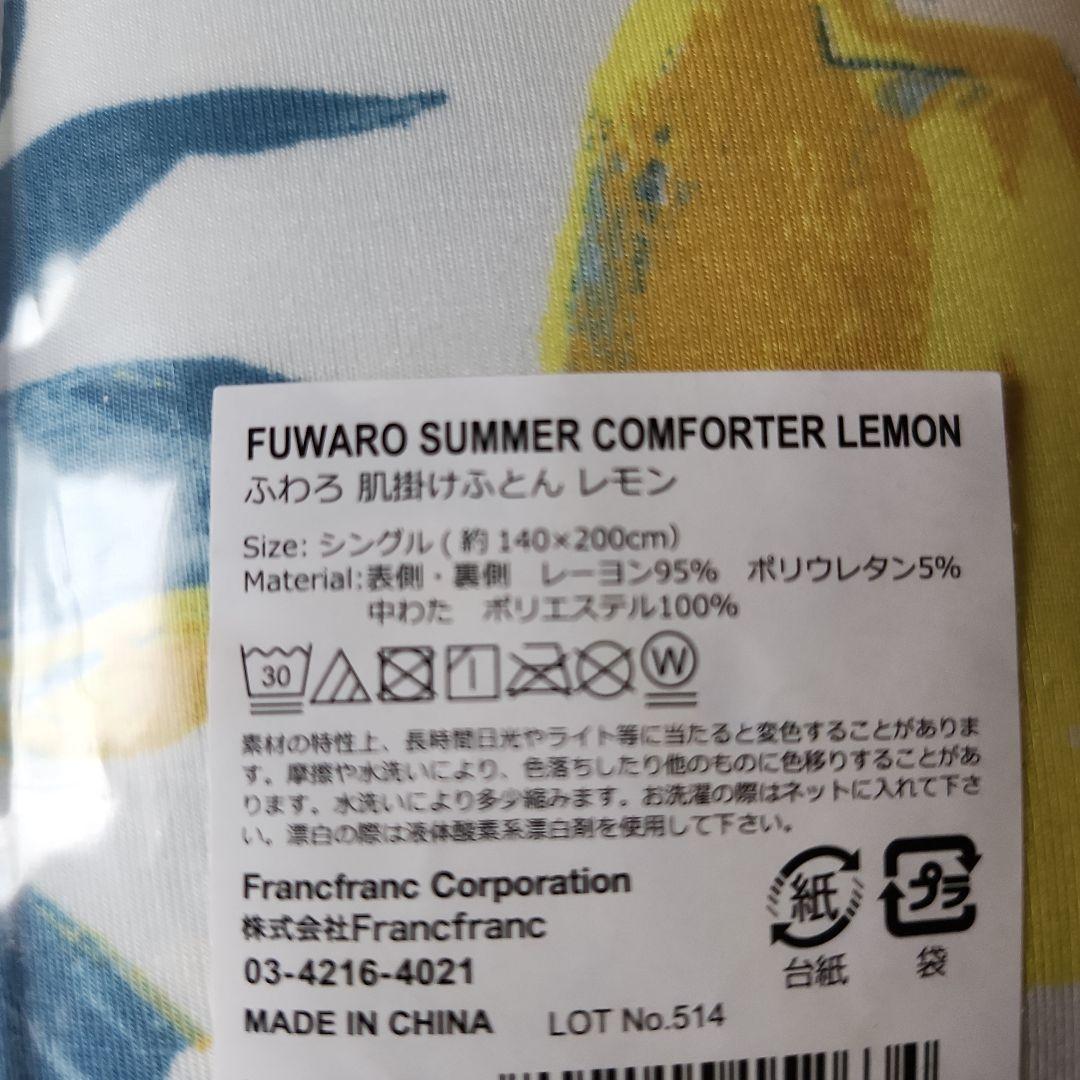 FUWARO SUMMER COMFORTER LEMON
ふわろ 肌掛けふとん レモン
Size: シングル ( 約 140×200cm)
Material:表側・裏側 レーヨン95% ポリウレタン5%
中わた ポリエステル100%
30 W
素材の特性上、長時間日光やライト等に当たると変色することがありま
す。摩擦や水洗いにより、色落ちしたり他のものに色移りすることがあ
ります。水洗いにより多少縮みます。お洗濯の際はネットに入れて下さ
い。漂白の際は液体酸素系漂白剤を使用して下さい。
Francfranc Corporation
株式会社Francfranc
03-4216-4021
MADE IN CHINA LOT No.514
紙 プラ
台紙 袋